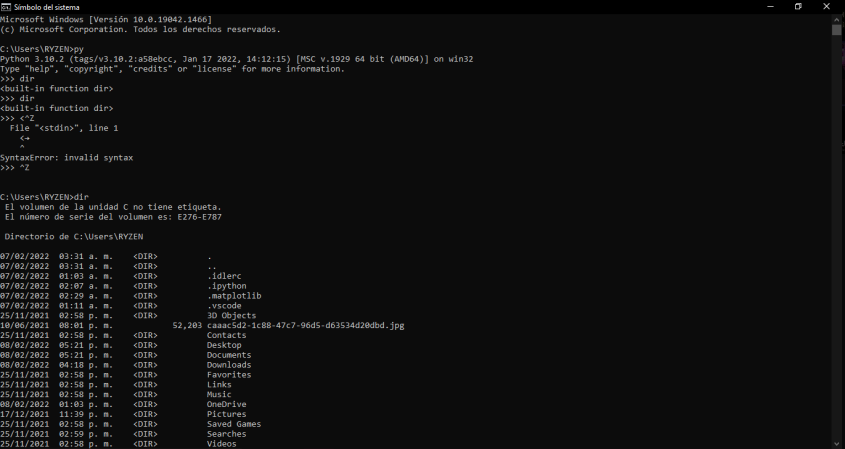 Símbolo del sistema
Microsoft Windows [Versión 10.0.19042.1466]
(c) Microsoft Corporation. Todos los derechos reservados.
C:\Users\RYZEN>py
Python 3.10.2 (tags/v3.10.2:a58ebcc, Jan 17 2022, 14:12:15) [MSC v.1929 64 bit (AMD64)] on win32
Type "help", "copyright", "credits" or "license" for more information.
>>> dir
<built-in function dir>
>>> dir
<built-in function dir>
>>> <^Z
  File "<stdin>", line 1
    <→
    ^
SyntaxError: invalid syntax
>>> ^Z
C:\Users\RYZEN>dir
 El volumen de la unidad C no tiene etiqueta.
 El número de serie del volumen es: E276-E787
 Directorio de C:\Users\RYZEN
07/02/2022  03:31 a. m.    <DIR>          .
07/02/2022  03:31 a. m.    <DIR>          ..
07/02/2022  01:03 a. m.    <DIR>          .idlerc
07/02/2022  02:07 a. m.    <DIR>          .ipython
07/02/2022  02:29 a. m.    <DIR>          .matplotlib
07/02/2022  01:11 a. m.    <DIR>          .vscode
25/11/2021  02:58 p. m.    <DIR>          3D Objects
10/06/2021  08:01 p. m.            52,203 caaac5d2-1c88-47c7-96d5-d63534d20dbd.jpg
25/11/2021  02:58 p. m.    <DIR>          Contacts
08/02/2022  05:21 p. m.    <DIR>          Desktop
08/02/2022  05:21 p. m.    <DIR>          Documents
08/02/2022  04:18 p. m.    <DIR>          Downloads
25/11/2021  02:58 p. m.    <DIR>          Favorites
25/11/2021  02:58 p. m.    <DIR>          Links
25/11/2021  02:58 p. m.    <DIR>          Music
08/02/2022  01:03 p. m.    <DIR>          OneDrive
17/12/2021  11:39 p. m.    <DIR>          Pictures
25/11/2021  02:58 p. m.    <DIR>          Saved Games
25/11/2021  02:59 p. m.    <DIR>          Searches
25/11/2021  02:58 p. m.    <DIR>          Videos